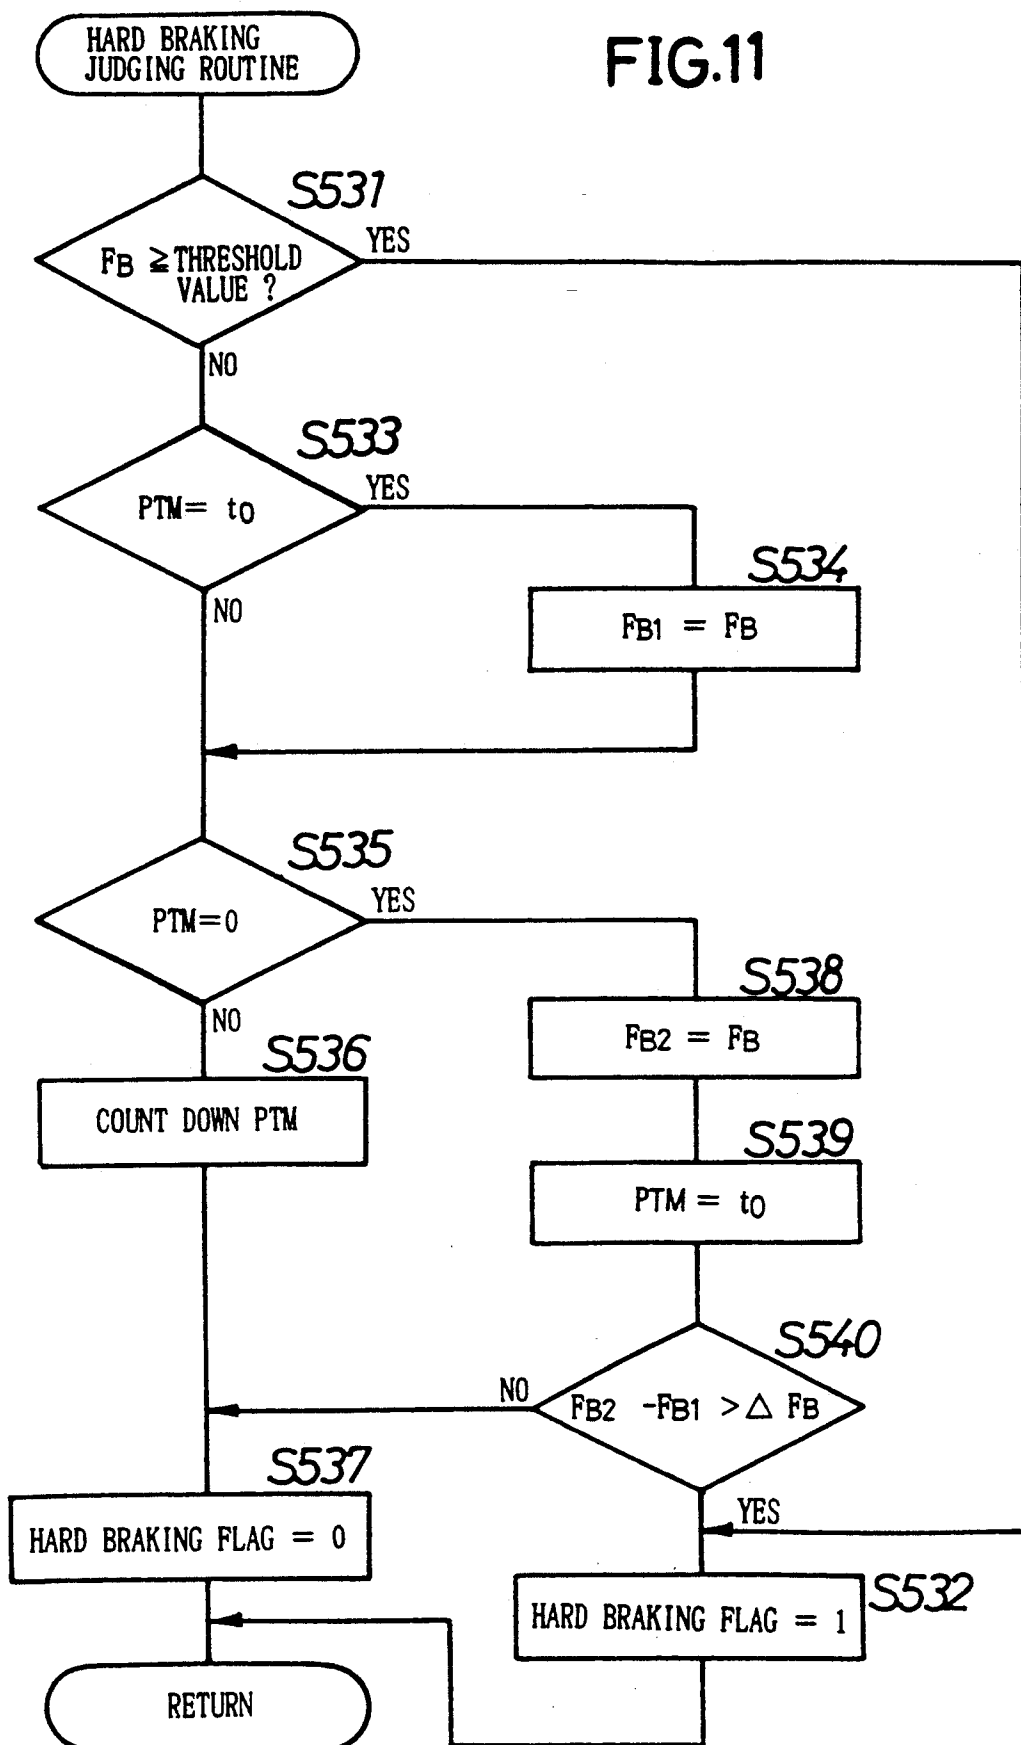 HARD BRAKING
JUDGING ROUTINE
FIG.11
S531
FB ≧ THRESHOLD
VALUE ?
YES
NO
S533
PTM= t0
YES
NO
S534
FB1 = FB
S535
PTM=0
YES
NO
S538
FB2 = FB
S536
COUNT DOWN PTM
S539
PTM = t0
S540
FB2 -FB1 > △ FB
NO
YES
S537
HARD BRAKING FLAG = 0
S532
HARD BRAKING FLAG = 1
RETURN